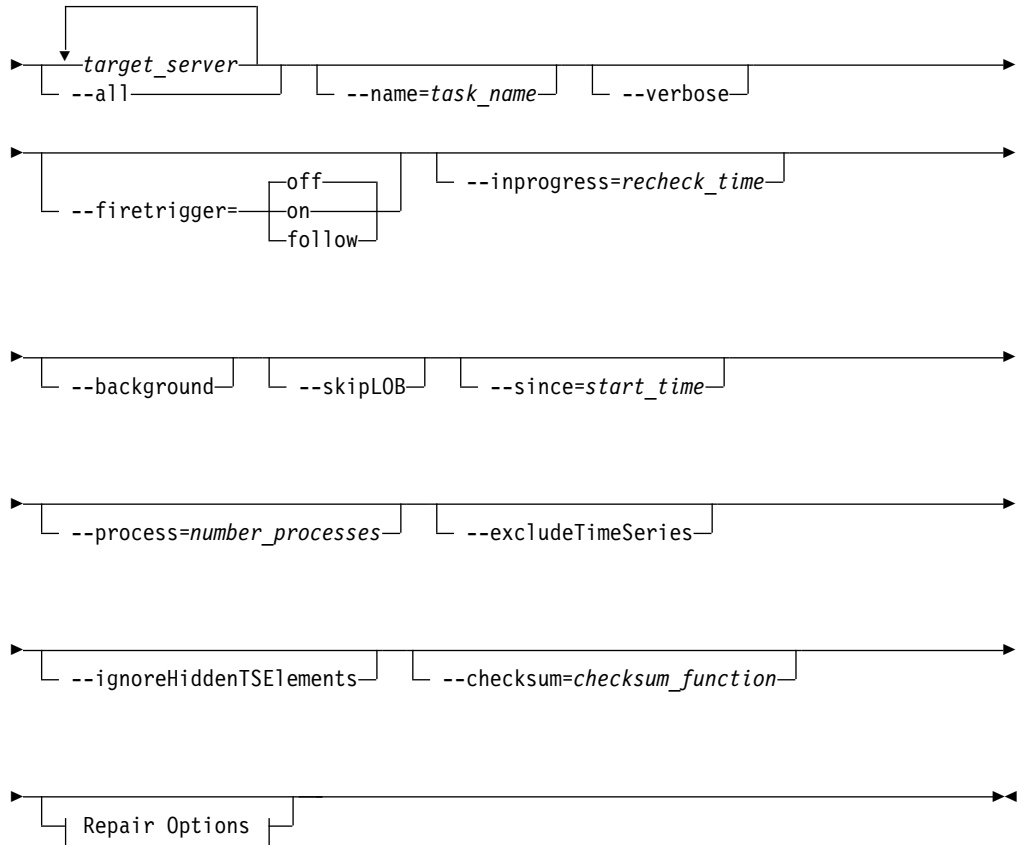 target_server
--all
--name=task_name
--verbose
--firetrigger=
off
on
follow
--inprogress=recheck_time
--background
--skipLOB
--since=start_time
--process=number_processes
--excludeTimeSeries
--ignoreHiddenTSElements
--checksum=checksum_function
Repair Options